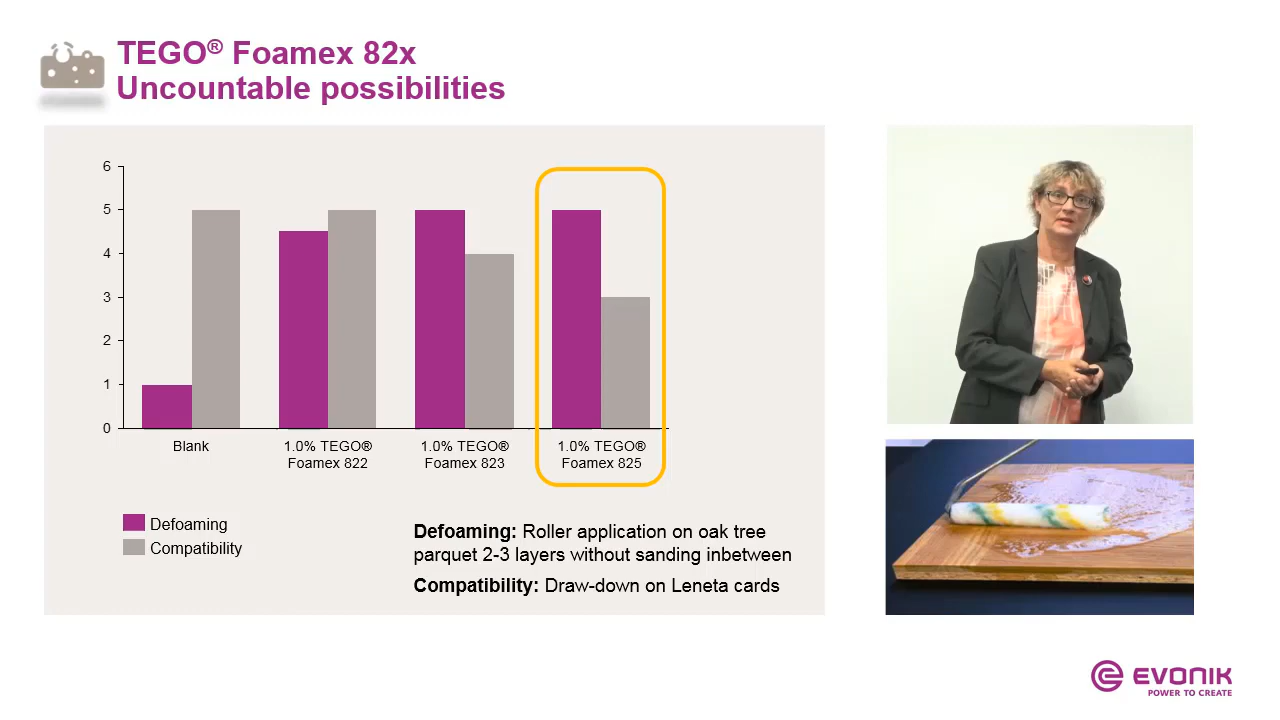 TEGO® Foamex 82x
Uncountable possibilities
6
5
4
3
2
1
0
Blank
1.0% TEGO®
Foamex 822
1.0% TEGO®
Foamex 823
1.0% TEGO®
Foamex 825
Defoaming
Compatibility
Defoaming: Roller application on oak tree
parquet 2-3 layers without sanding inbetween
Compatibility: Draw-down on Leneta cards
EVONIK
POWER TO CREATE